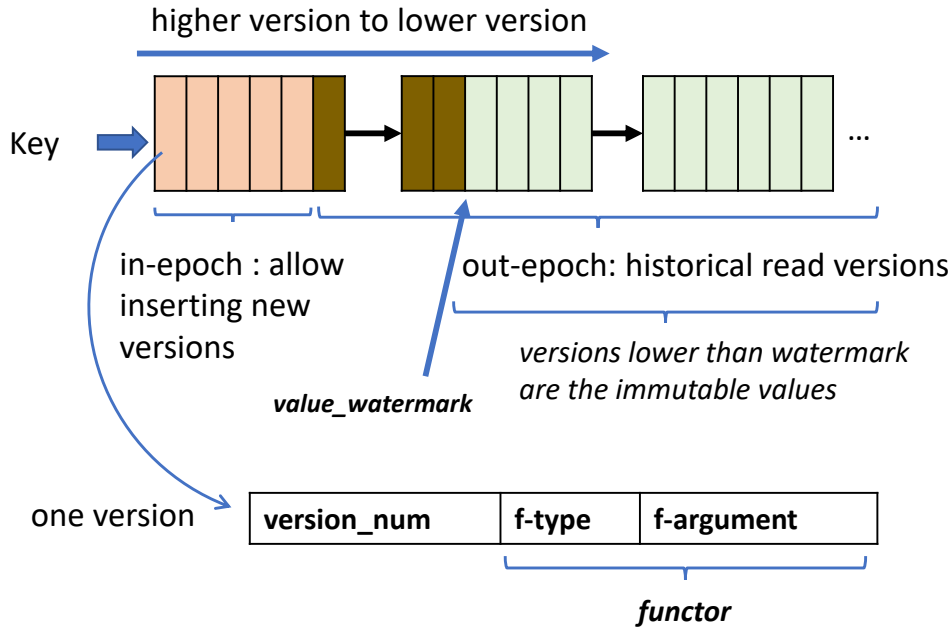 higher version to lower version
Key
...
in-epoch : allow
inserting new
versions
out-epoch: historical read versions
versions lower than watermark
are the immutable values
value_watermark
one version
version_num
f-type
f-argument
functor